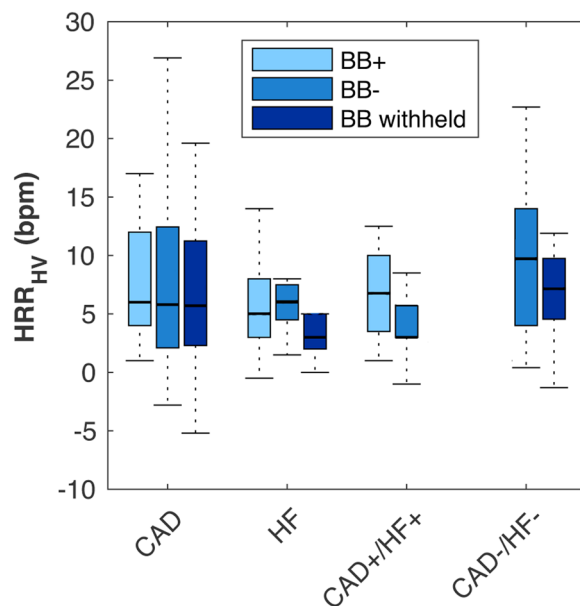 30
25
20
15
10
5
0
-5
-10
HRR_HV (bpm)
BB+
BB-
BB withheld
CAD
HF
CAD+/HF+
CAD-/HF-